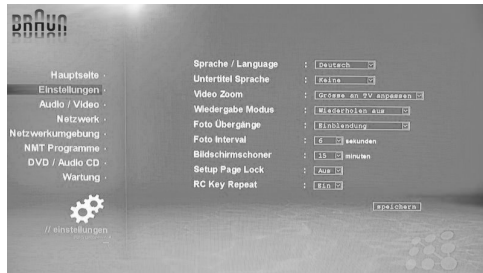 BRAUN
Hauptseite
Einstellungen
Audio / Video
Netzwerk
Netzwerkumgebung
NMT Programme
DVD / Audio CD
Wartung
// einstellungen
Sprache / Language : Deutsch
Untertitel Sprache : Keine
Video Zoom : Grösse an TV anpassen
Wiedergabe Modus : Wiederholen aus
Foto Übergänge : Einblendung
Foto Interval : 6 sekunden
Bildschirmschoner : 15 minuten
Setup Page Lock : Aus
RC Key Repeat : Ein
speichern